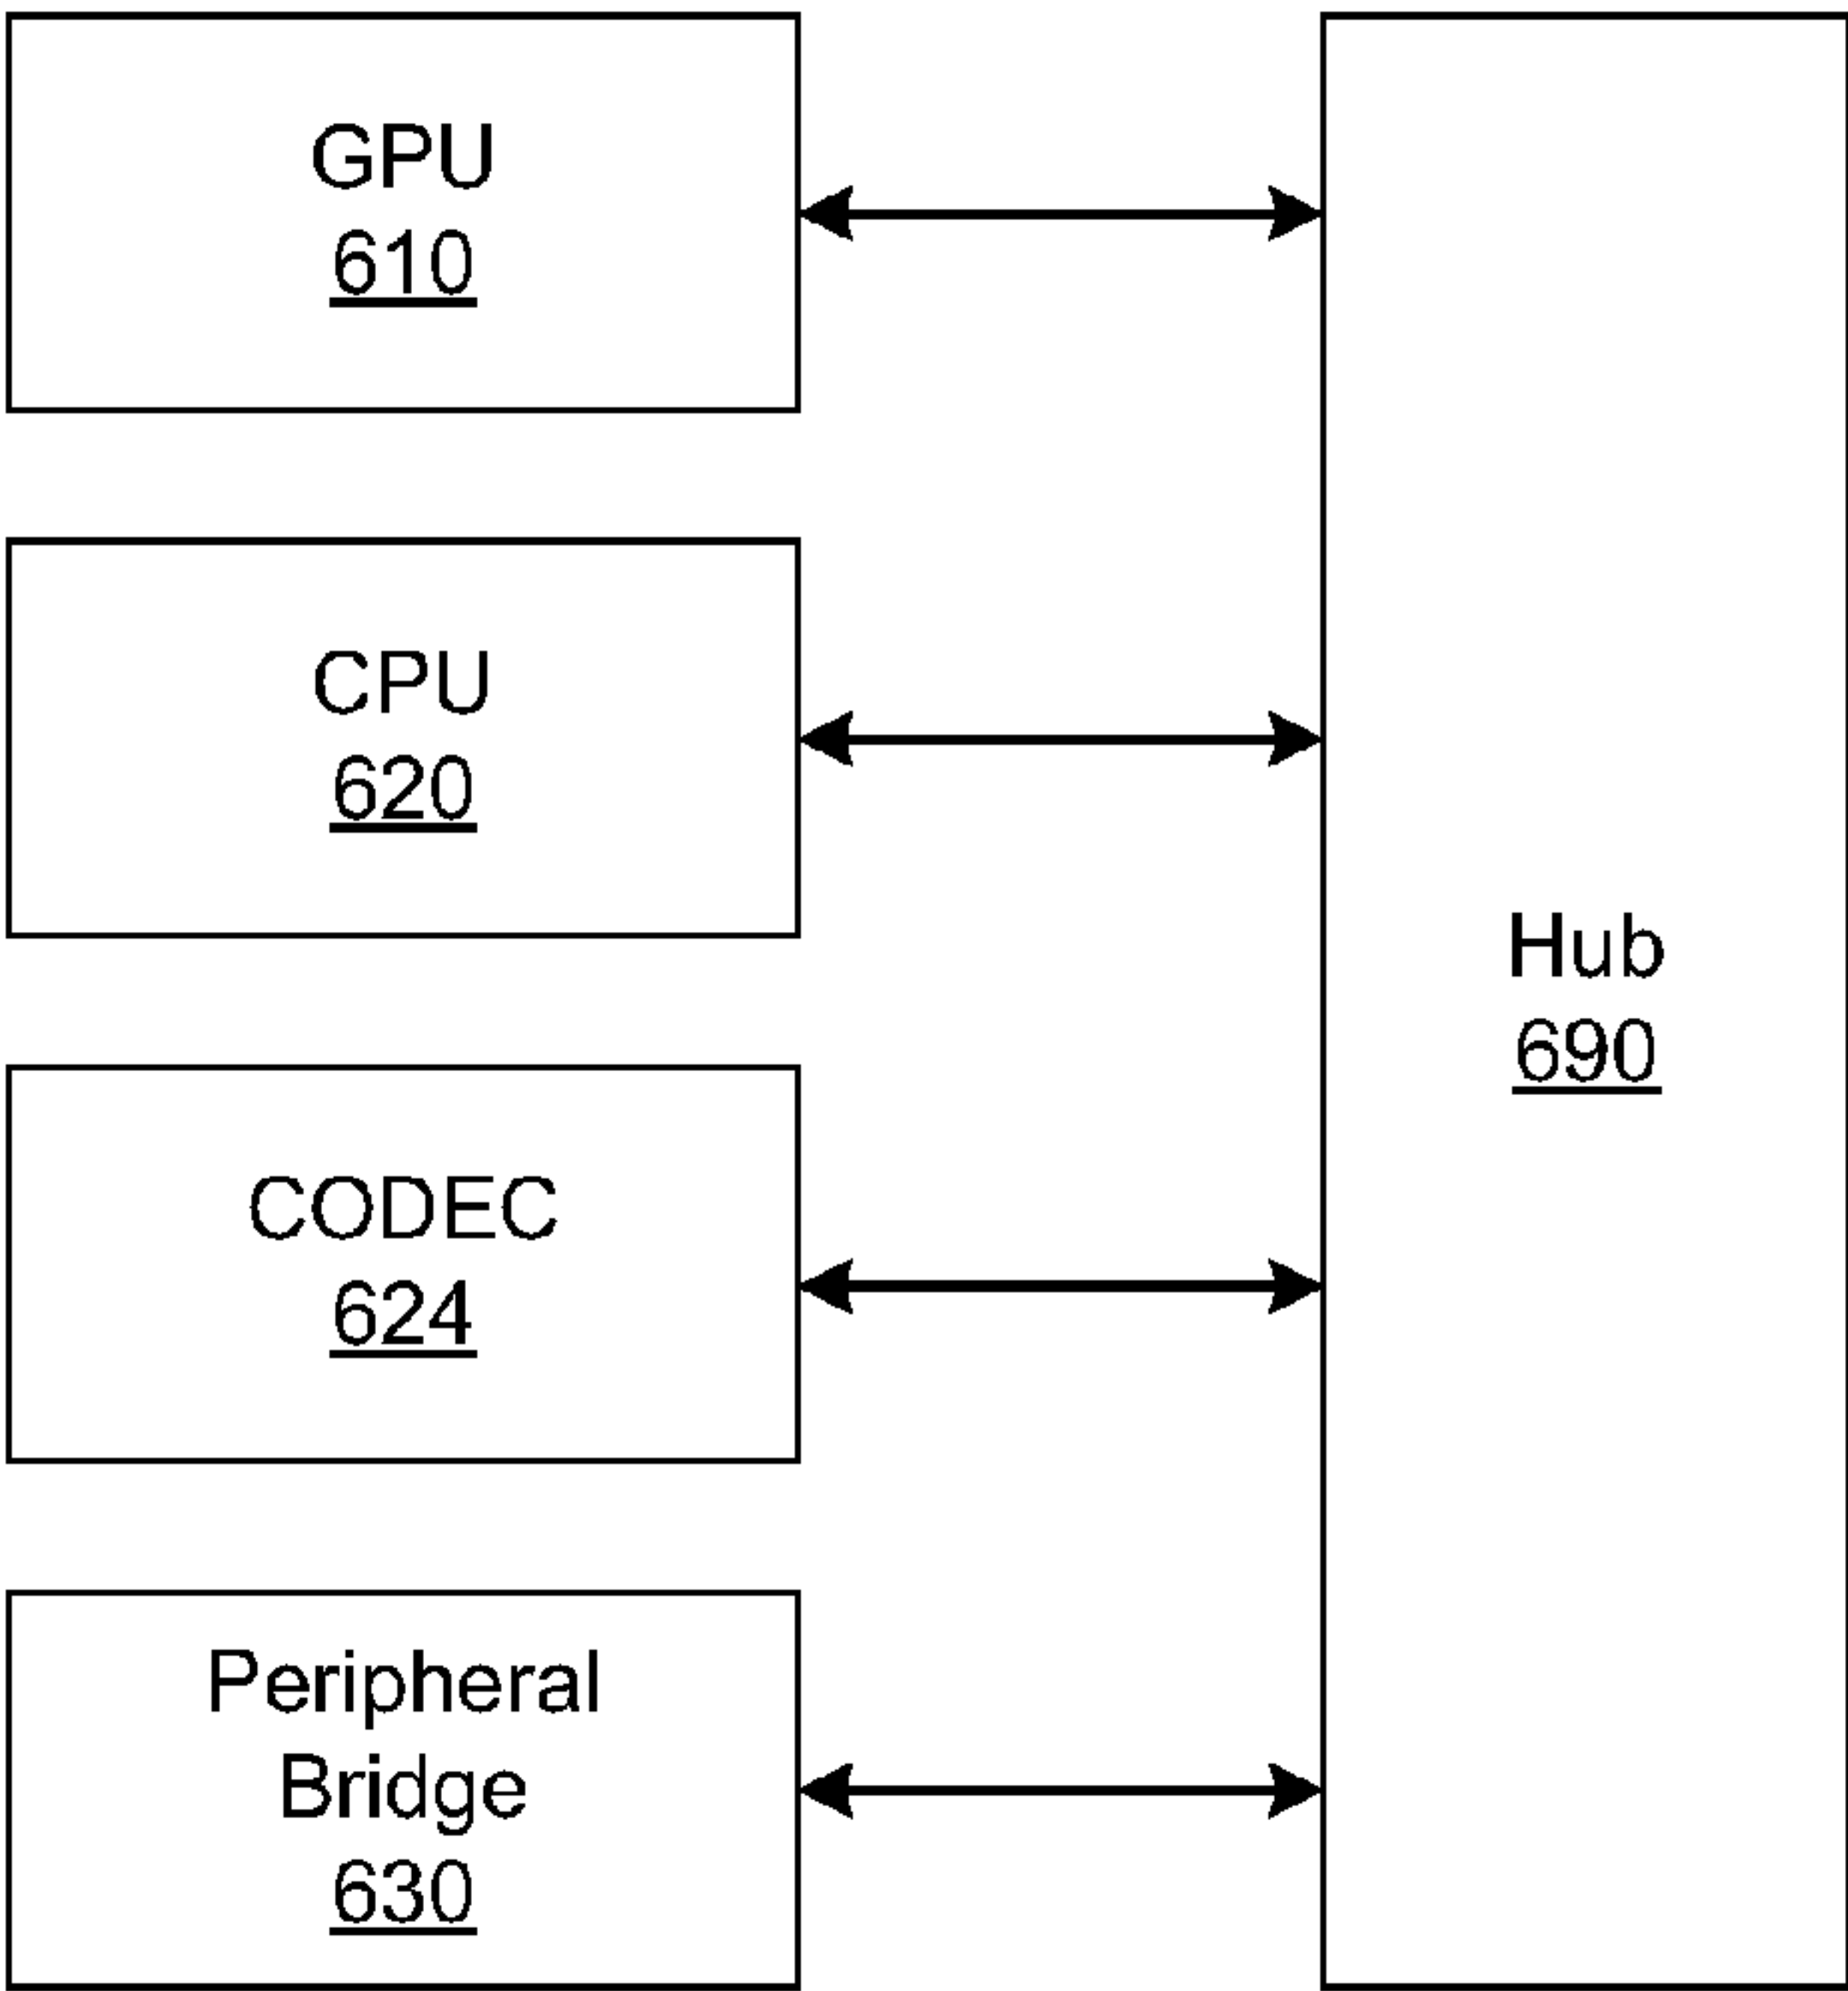 GPU
610
CPU
620
CODEC
624
Peripheral
Bridge
630
Hub
690